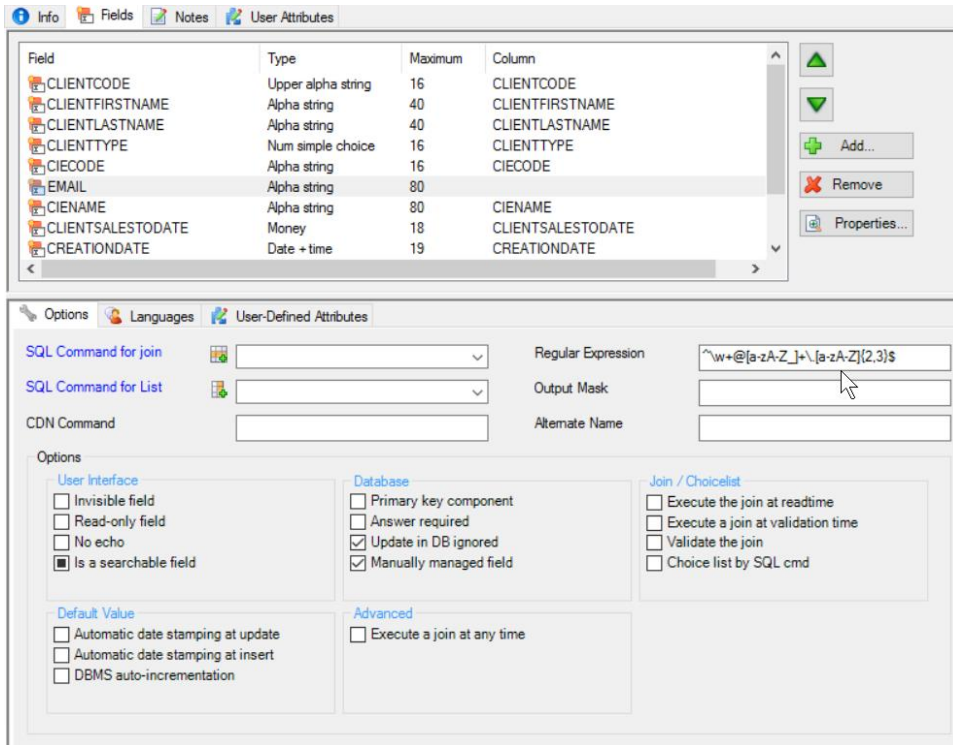 Info Fields Notes User Attributes
Field Type Maximum Column
CLIENTCODE Upper alpha string 16 CLIENTCODE
CLIENTFIRSTNAME Alpha string 40 CLIENTFIRSTNAME
CLIENTLASTNAME Alpha string 40 CLIENTLASTNAME
CLIENTTYPE Num simple choice 16 CLIENTTYPE
CIECODE Alpha string 16 CIECODE
EMAIL Alpha string 80
CIENAME Alpha string 80 CIENAME
CLIENTSALESTODATE Money 18 CLIENTSALESTODATE
CREATIONDATE Date + time 19 CREATIONDATE
Add...
Remove
Properties...
Options Languages User-Defined Attributes
SQL Command for join
Regular Expression ^\w+@[a-zA-Z_]+\.[a-zA-Z]{2,3}$
SQL Command for List
Output Mask
CDN Command
Alternate Name
Options
User Interface
Invisible field
Read-only field
No echo
Is a searchable field
Database
Primary key component
Answer required
Update in DB ignored
Manually managed field
Join / Choicelist
Execute the join at readtime
Execute a join at validation time
Validate the join
Choice list by SQL cmd
Default Value
Automatic date stamping at update
Automatic date stamping at insert
DBMS auto-incrementation
Advanced
Execute a join at any time